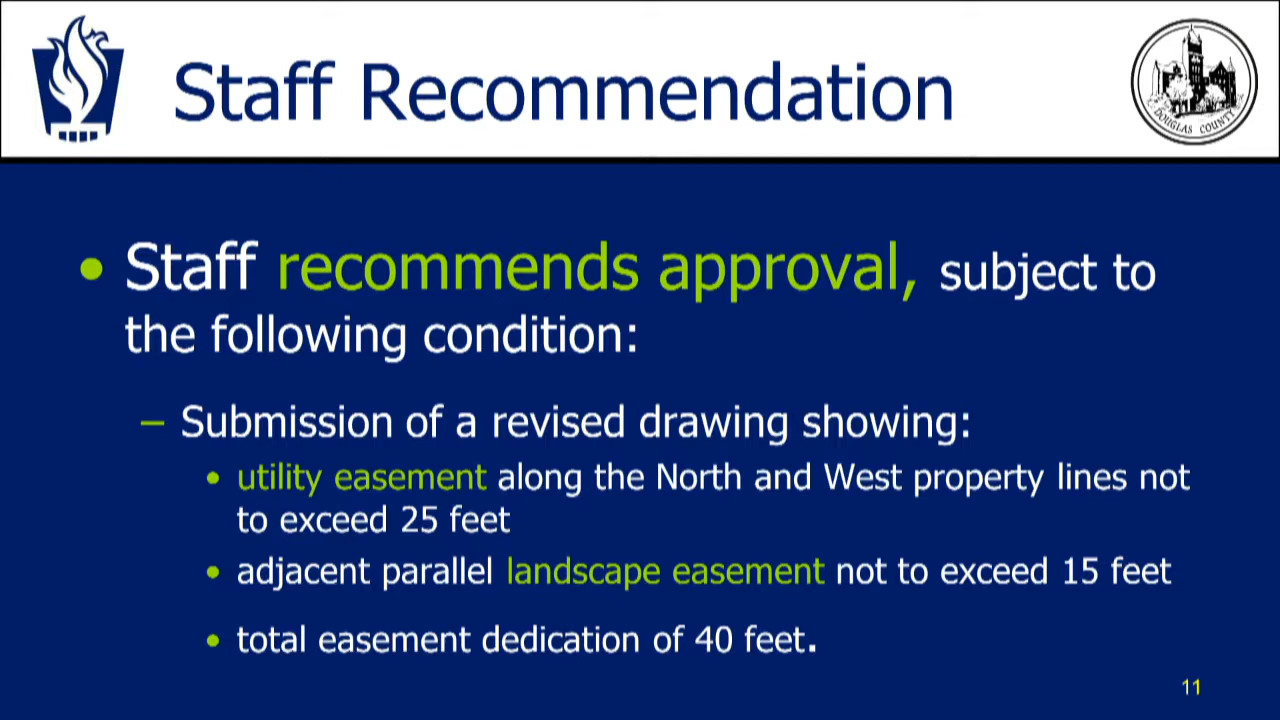 Staff Recommendation
DOUGLAS COUNTY
• Staff recommends approval, subject to
the following condition:
– Submission of a revised drawing showing:
• utility easement along the North and West property lines not
to exceed 25 feet
• adjacent parallel landscape easement not to exceed 15 feet
• total easement dedication of 40 feet.
11